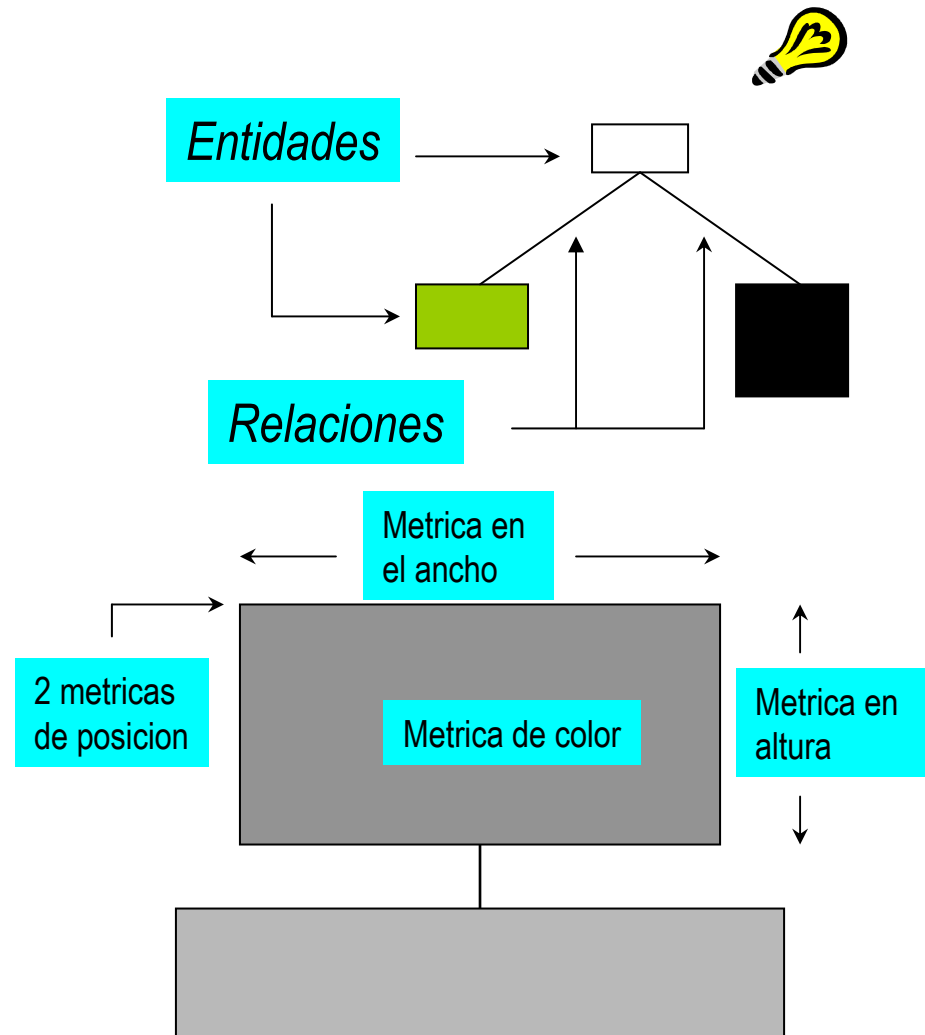 Entidades
Relaciones
Metrica en
el ancho
2 metricas
de posicion
Metrica de color
Metrica en
altura